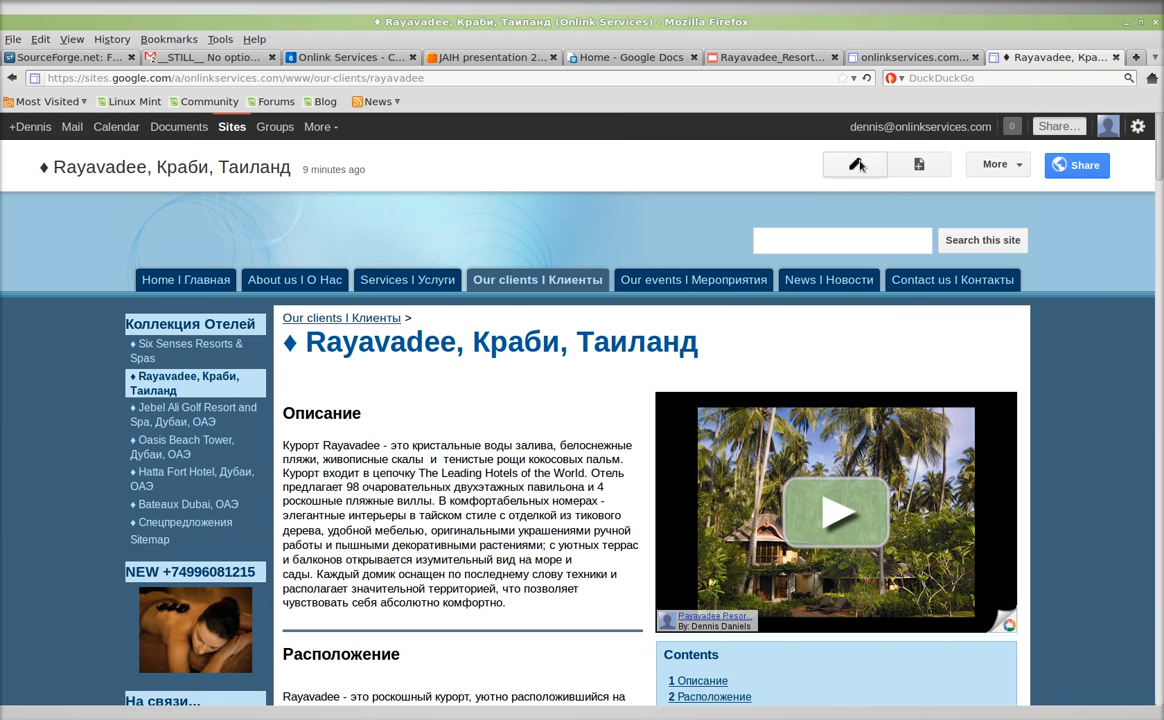 ♦ Rayavadee, Краби, Таиланд (Onlink Services) - Mozilla Firefox
File Edit View History Bookmarks Tools Help
SourceForge.net: F... __STILL__ No optio... Onlink Services - C... JAIH presentation 2... Home - Google Docs Rayavadee_Resort... onlinkservices.com... ♦ Rayavadee, Кра...
https://sites.google.com/a/onlinkservices.com/www/our-clients/rayavadee DuckDuckGo
Most Visited Linux Mint Community Forums Blog News
+Dennis Mail Calendar Documents Sites Groups More dennis@onlinkservices.com 0 Share...
♦ Rayavadee, Краби, Таиланд 9 minutes ago More Share
Search this site
Home l Главная About us l О Нас Services l Услуги Our clients l Клиенты Our events l Мероприятия News l Новости Contact us l Контакты
Коллекция Отелей
♦ Six Senses Resorts &
Spas
♦ Rayavadee, Краби,
Таиланд
♦ Jebel Ali Golf Resort and
Spa, Дубаи, ОАЭ
♦ Oasis Beach Tower,
Дубаи, ОАЭ
♦ Hatta Fort Hotel, Дубаи,
ОАЭ
♦ Bateaux Dubai, ОАЭ
♦ Спецпредложения
Sitemap
NEW +74996081215
На связи...
Our clients l Клиенты >
♦ Rayavadee, Краби, Таиланд
Описание
Курорт Rayavadee - это кристальные воды залива, белоснежные
пляжи, живописные скалы и тенистые рощи кокосовых пальм.
Курорт входит в цепочку The Leading Hotels of the World. Отель
предлагает 98 очаровательных двухэтажных павильона и 4
роскошные пляжные виллы. В комфортабельных номерах -
элегантные интерьеры в тайском стиле с отделкой из тикового
дерева, удобной мебелью, оригинальными украшениями ручной
работы и пышными декоративными растениями; с уютных террас
и балконов открывается изумительный вид на море и
сады. Каждый домик оснащен по последнему слову техники и
располагает значительной территорией, что позволяет
чувствовать себя абсолютно комфортно.
Расположение
Rayavadee - это роскошный курорт, уютно расположившийся на
Rayavadee Resor...
By: Dennis Daniels
Contents
1 Описание
2 Расположение